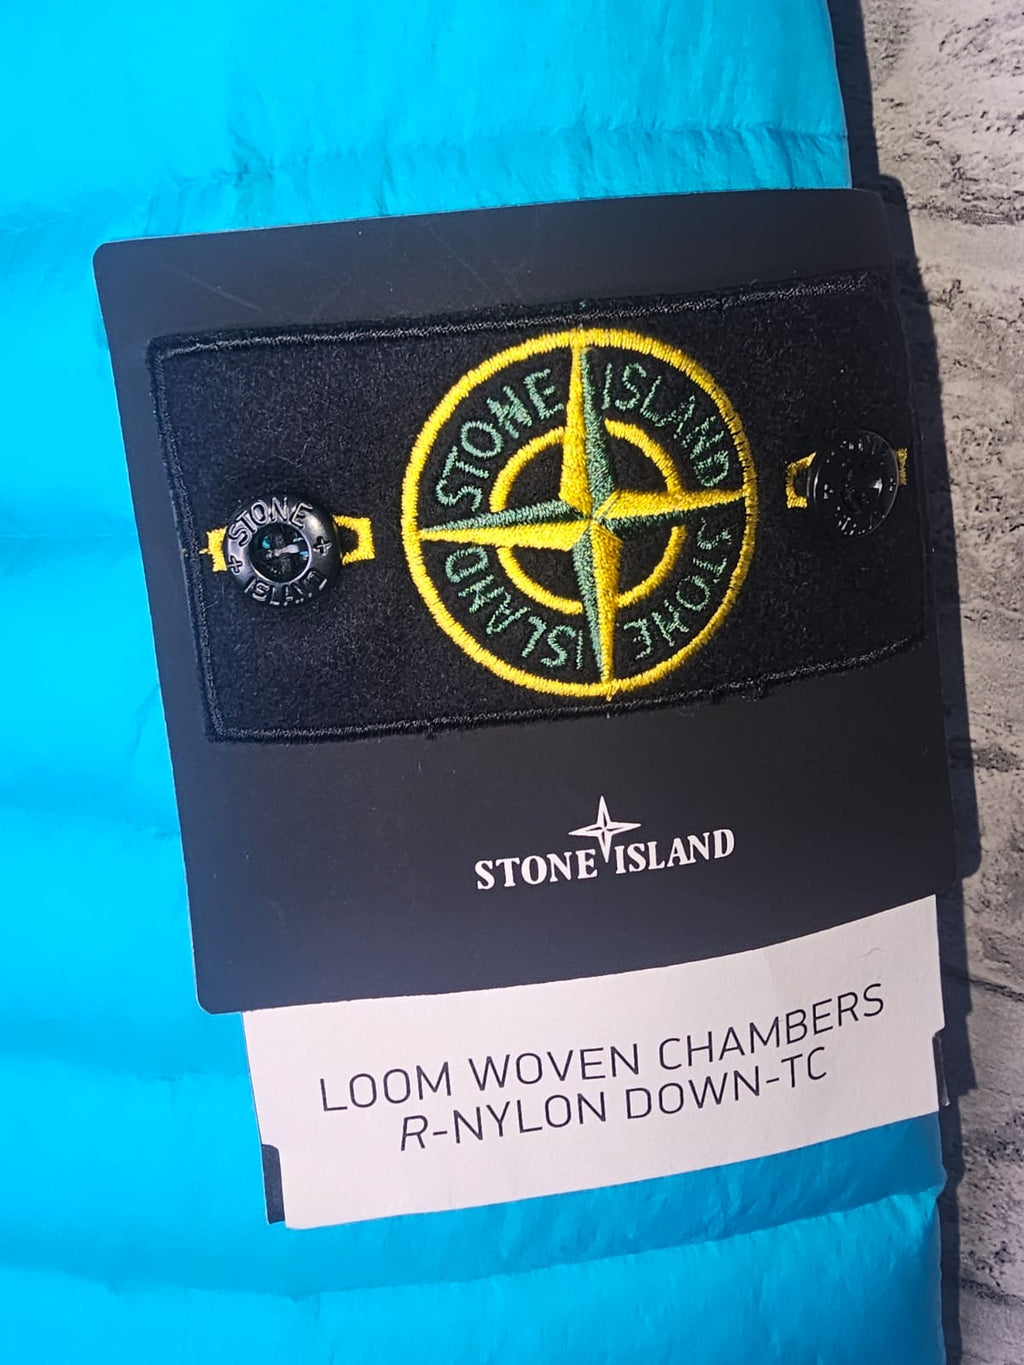 STONE ISLAND
STONE ISLAND
STONE
STONE ISLAND
LOOM WOVEN CHAMBERS
R-NYLON DOWN-TC